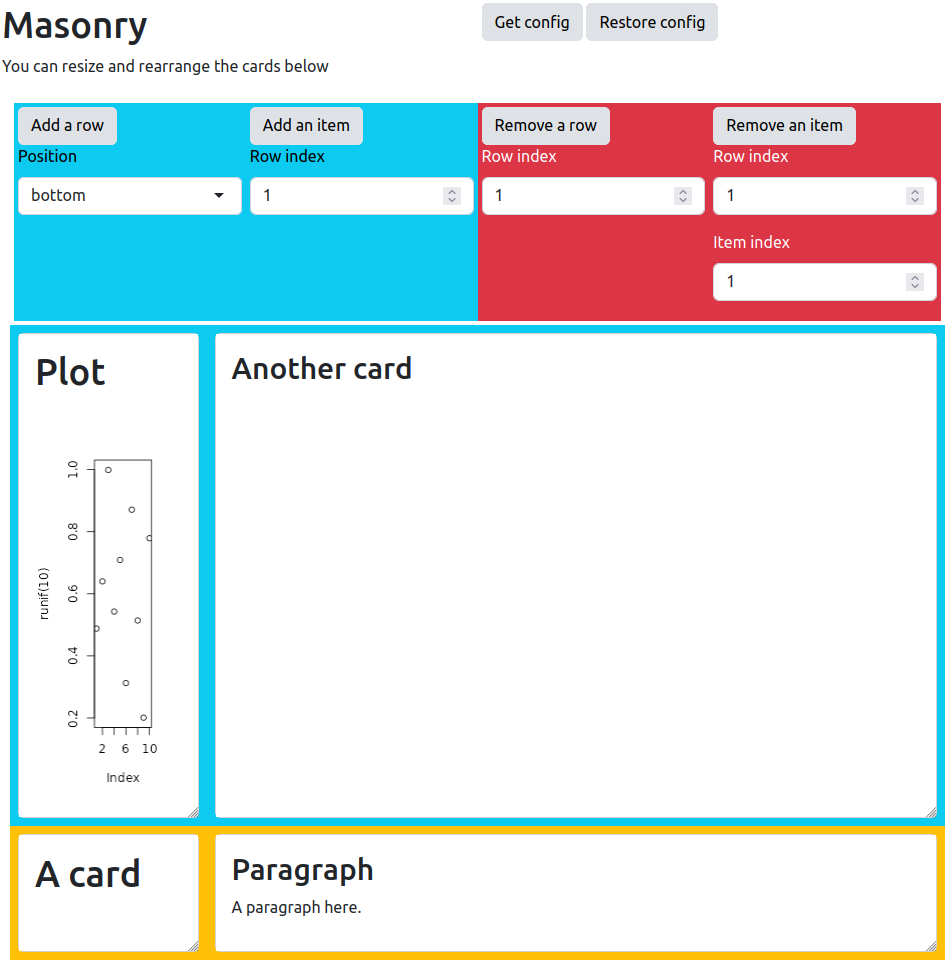 Masonry
Get config
Restore config
You can resize and rearrange the cards below
Add a row
Add an item
Remove a row
Remove an item
Position
Row index
Row index
Row index
bottom
1
1
1
Item index
1
Plot
Another card
1.0
0.8
0.6
0.4
0.2
runif(10)
2 6 10
Index
A card
Paragraph
A paragraph here.